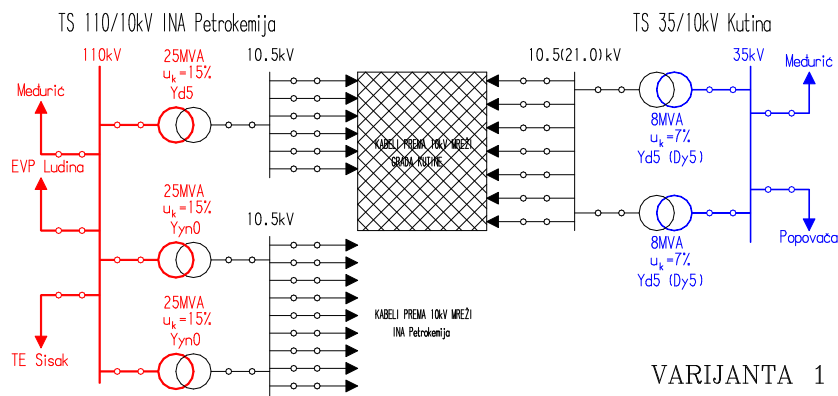 TS 110/10kV INA Petrokemija
TS 35/10kV Kutina
110kV
25MVA
uk=15%
Yd5
10.5kV
10.5(21.0)kV
35kV
Međurić
Međurić
EVP Ludina
KABELI PREMA 10kV MREŽI
GRADA KUTINE
8MVA
uk=7%
Yd5 (Dy5)
25MVA
uk=15%
Yyn0
10.5kV
8MVA
uk=7%
Yd5 (Dy5)
Popovača
25MVA
uk=15%
Yyn0
KABELI PREMA 10kV MREŽI
INA Petrokemija
TE Sisak
VARIJANTA 1